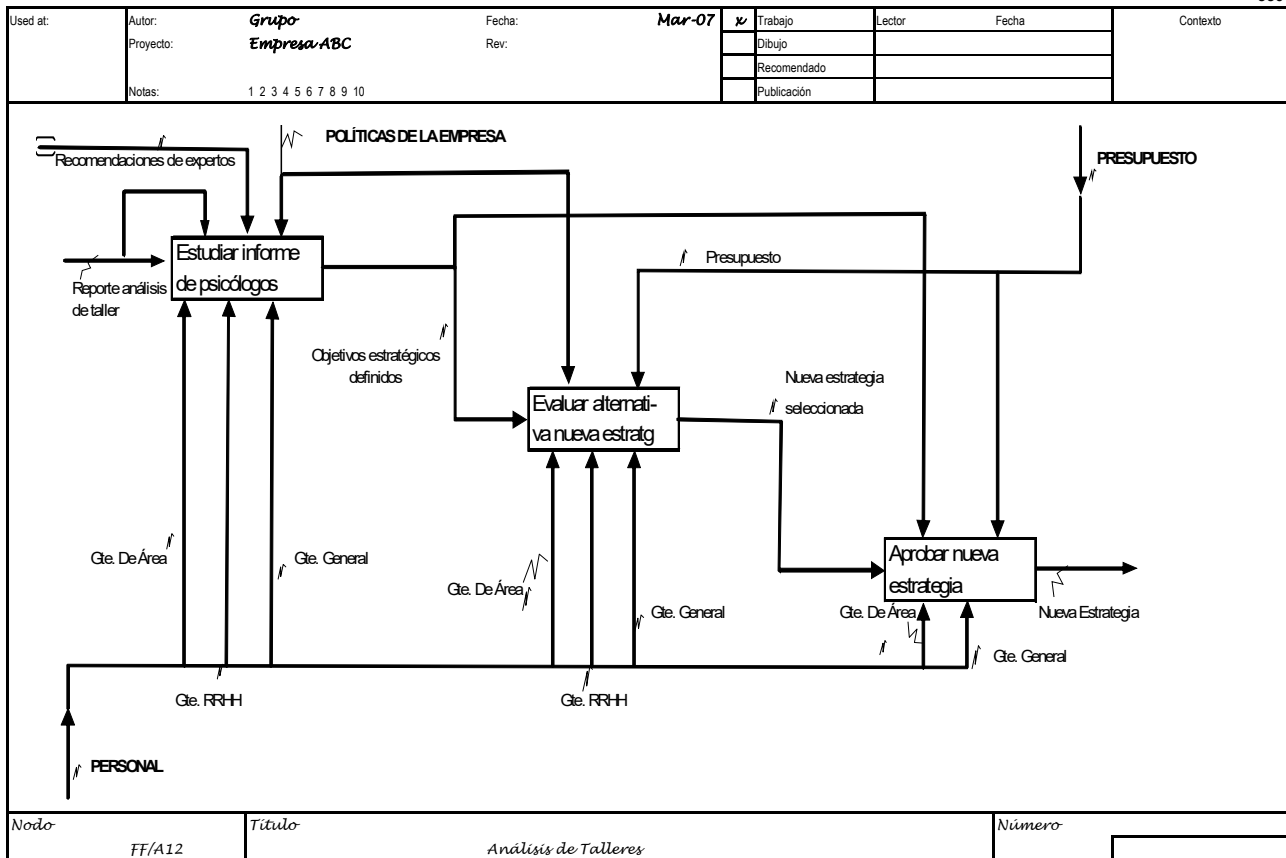 Used at:
Autor:
Grupo
Fecha:
Mar-07
x
Trabajo
Lector
Fecha
Contexto
Proyecto:
Empresa ABC
Rev:
Dibujo
Recomendado
Notas:
1 2 3 4 5 6 7 8 9 10
Publicación
POLÍTICAS DE LA EMPRESA
Recomendaciones de expertos
PRESUPUESTO
Estudiar informe
de psicólogos
Presupuesto
Reporte análisis
de taller
Objetivos estratégicos
definidos
Nueva estrategia
seleccionada
Evaluar alternati-
va nueva estratg
Gte. De Área
Gte. General
Aprobar nueva
estrategia
Gte. De Área
Gte. General
Gte. De Área
Nueva Estrategia
Gte. General
Gte. RRHH
Gte. RRHH
PERSONAL
Nodo
Título
Número
FF/A12
Análisis de Talleres